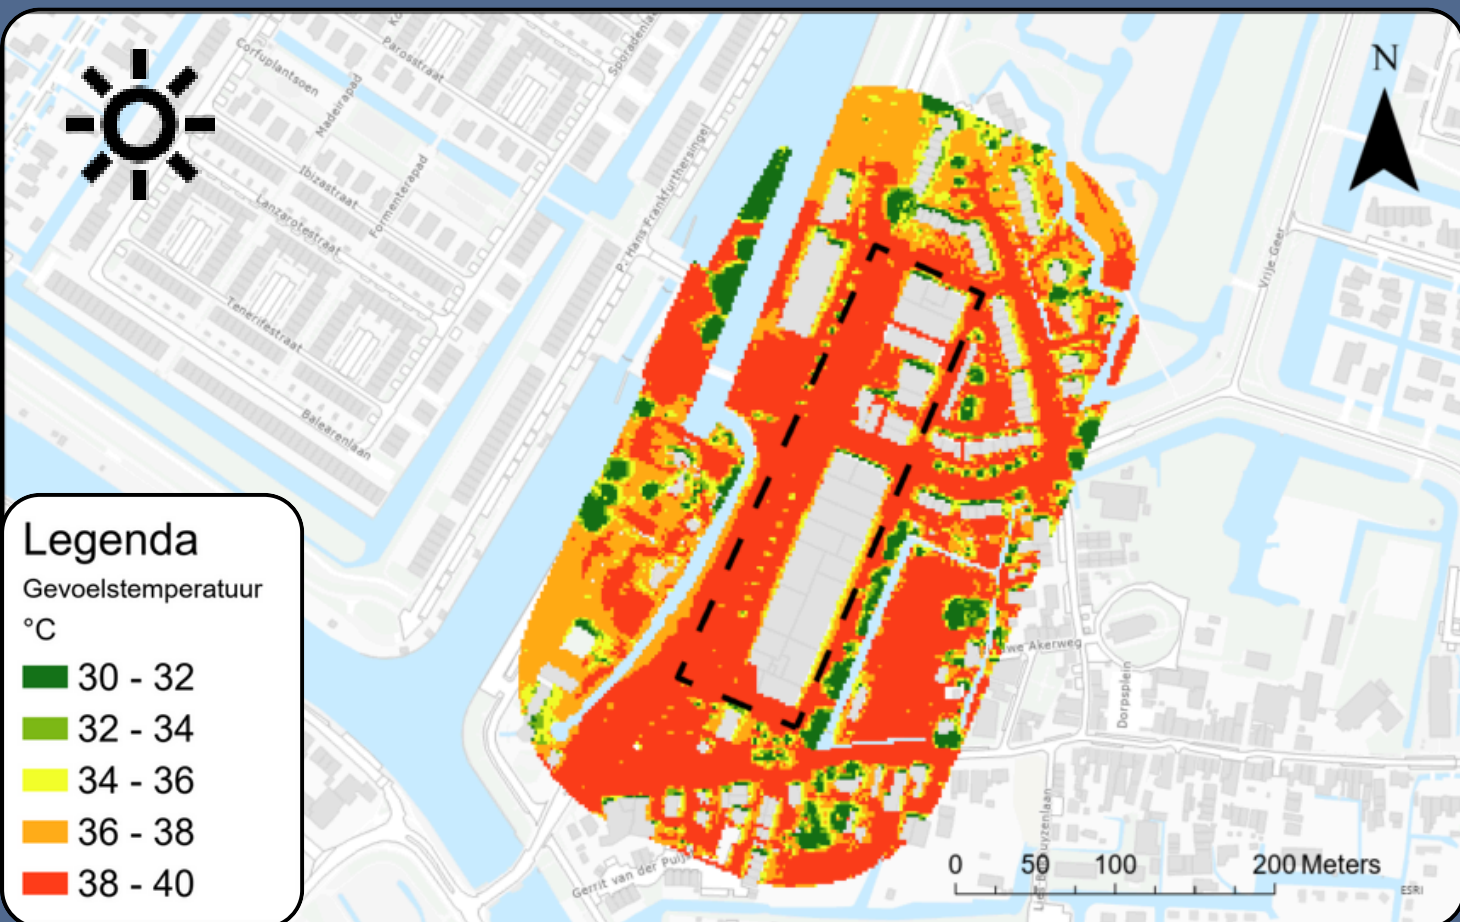 Corfuplantsoen
Parosstraat
Madeirapad
Ibizastraat
Lanzarotestraat
Formenterapad
Tenerifestraat
Balearenlaan
P. Hans Frankfurthersingel
Vrije Geer
N
Legenda
Gevoelstemperatuur
°C
30 - 32
32 - 34
34 - 36
36 - 38
38 - 40
Akerweg
Dorpsplein
Gerrit van der
0 50 100 200 Meters
ESRI